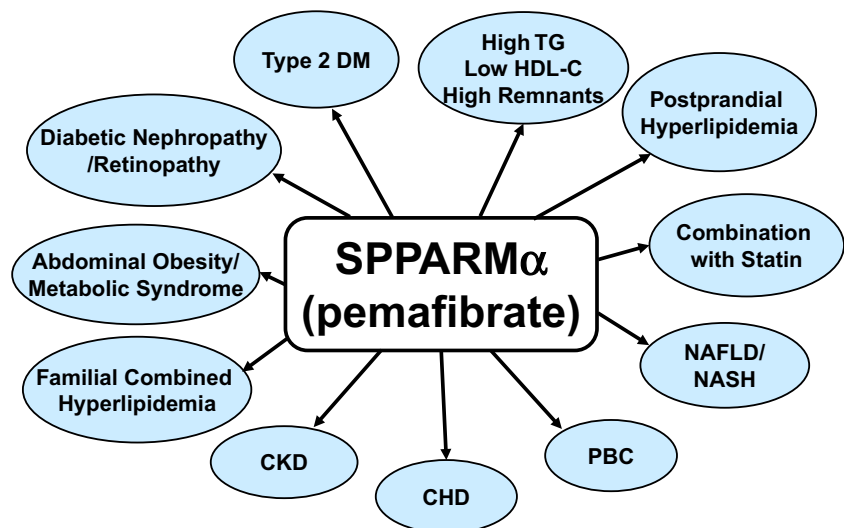 Type 2 DM
High TG
Low HDL-C
High Remnants
Postprandial
Hyperlipidemia
Diabetic Nephropathy
/Retinopathy
SPPARMα
(pemafibrate)
Combination
with Statin
Abdominal Obesity/
Metabolic Syndrome
NAFLD/
NASH
Familial Combined
Hyperlipidemia
CKD
CHD
PBC